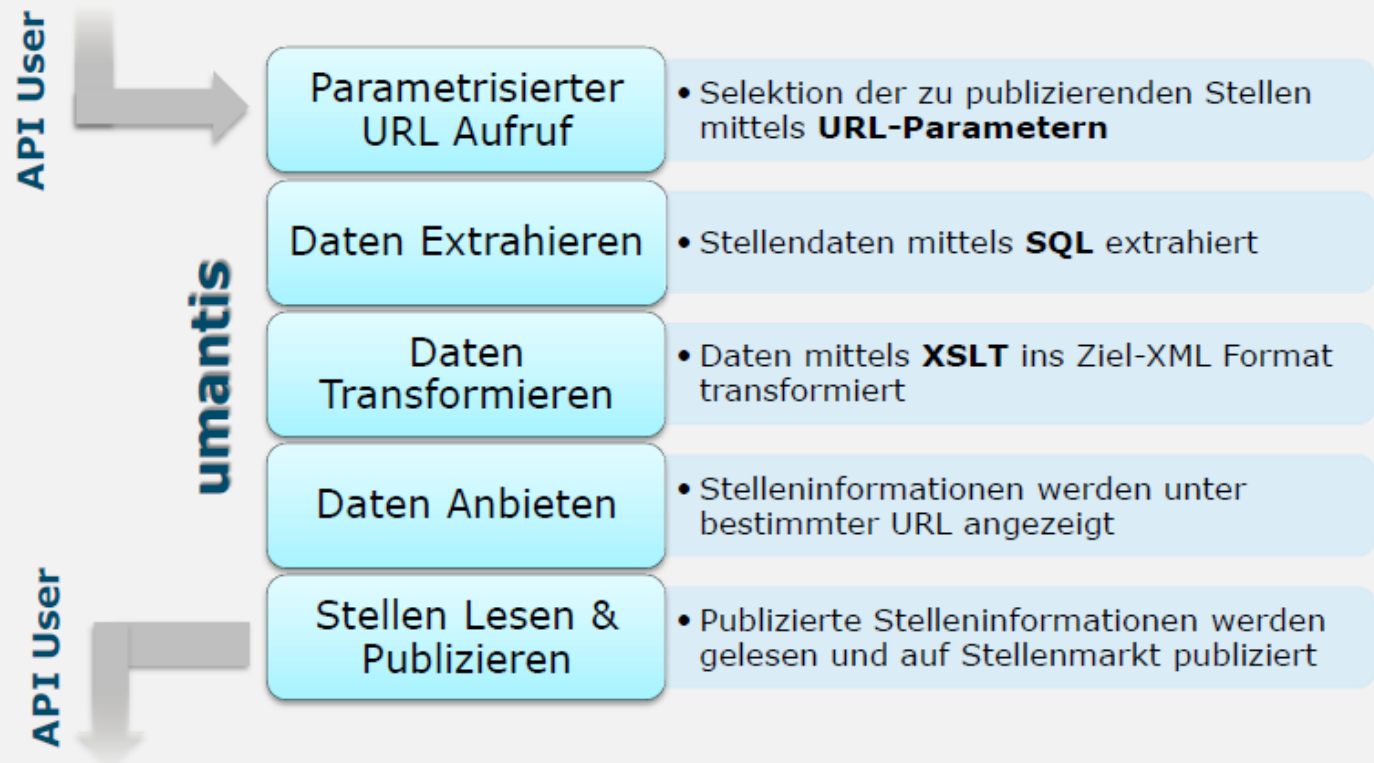 API User
Parametrisierter
URL Aufruf
• Selektion der zu publizierenden Stellen
mittels URL-Parametern
umantis
Daten Extrahieren
• Stellendaten mittels SQL extrahiert
Daten
Transformieren
• Daten mittels XSLT ins Ziel-XML Format
transformiert
Daten Anbieten
• Stelleninformationen werden unter
bestimmter URL angezeigt
API User
Stellen Lesen &
Publizieren
• Publizierte Stelleninformationen werden
gelesen und auf Stellenmarkt publiziert